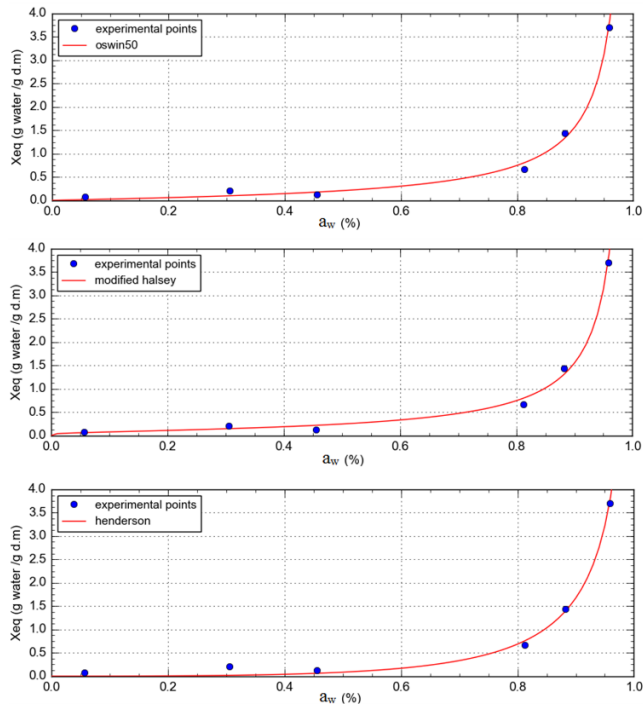 4.0
3.5
3.0
2.5
2.0
1.5
1.0
0.5
0.0
Xeq (g water /g d.m)
experimental points
oswin50
0.0 0.2 0.4 0.6 0.8 1.0
aw (%)
4.0
3.5
3.0
2.5
2.0
1.5
1.0
0.5
0.0
Xeq (g water /g d.m)
experimental points
modified halsey
0.0 0.2 0.4 0.6 0.8 1.0
aw (%)
4.0
3.5
3.0
2.5
2.0
1.5
1.0
0.5
0.0
Xeq (g water /g d.m)
experimental points
henderson
0.0 0.2 0.4 0.6 0.8 1.0
aw (%)